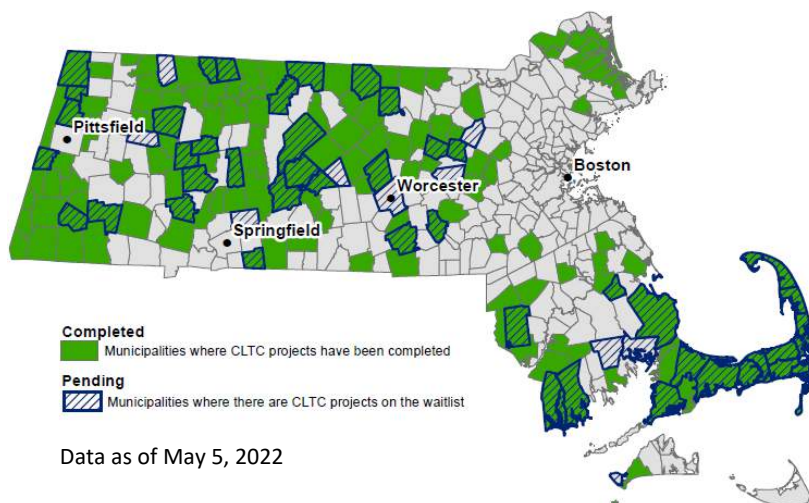 Pittsfield
Boston
Worcester
Springfield
Completed
Municipalities where CLTC projects have been completed
Pending
Municipalities where there are CLTC projects on the waitlist
Data as of May 5, 2022